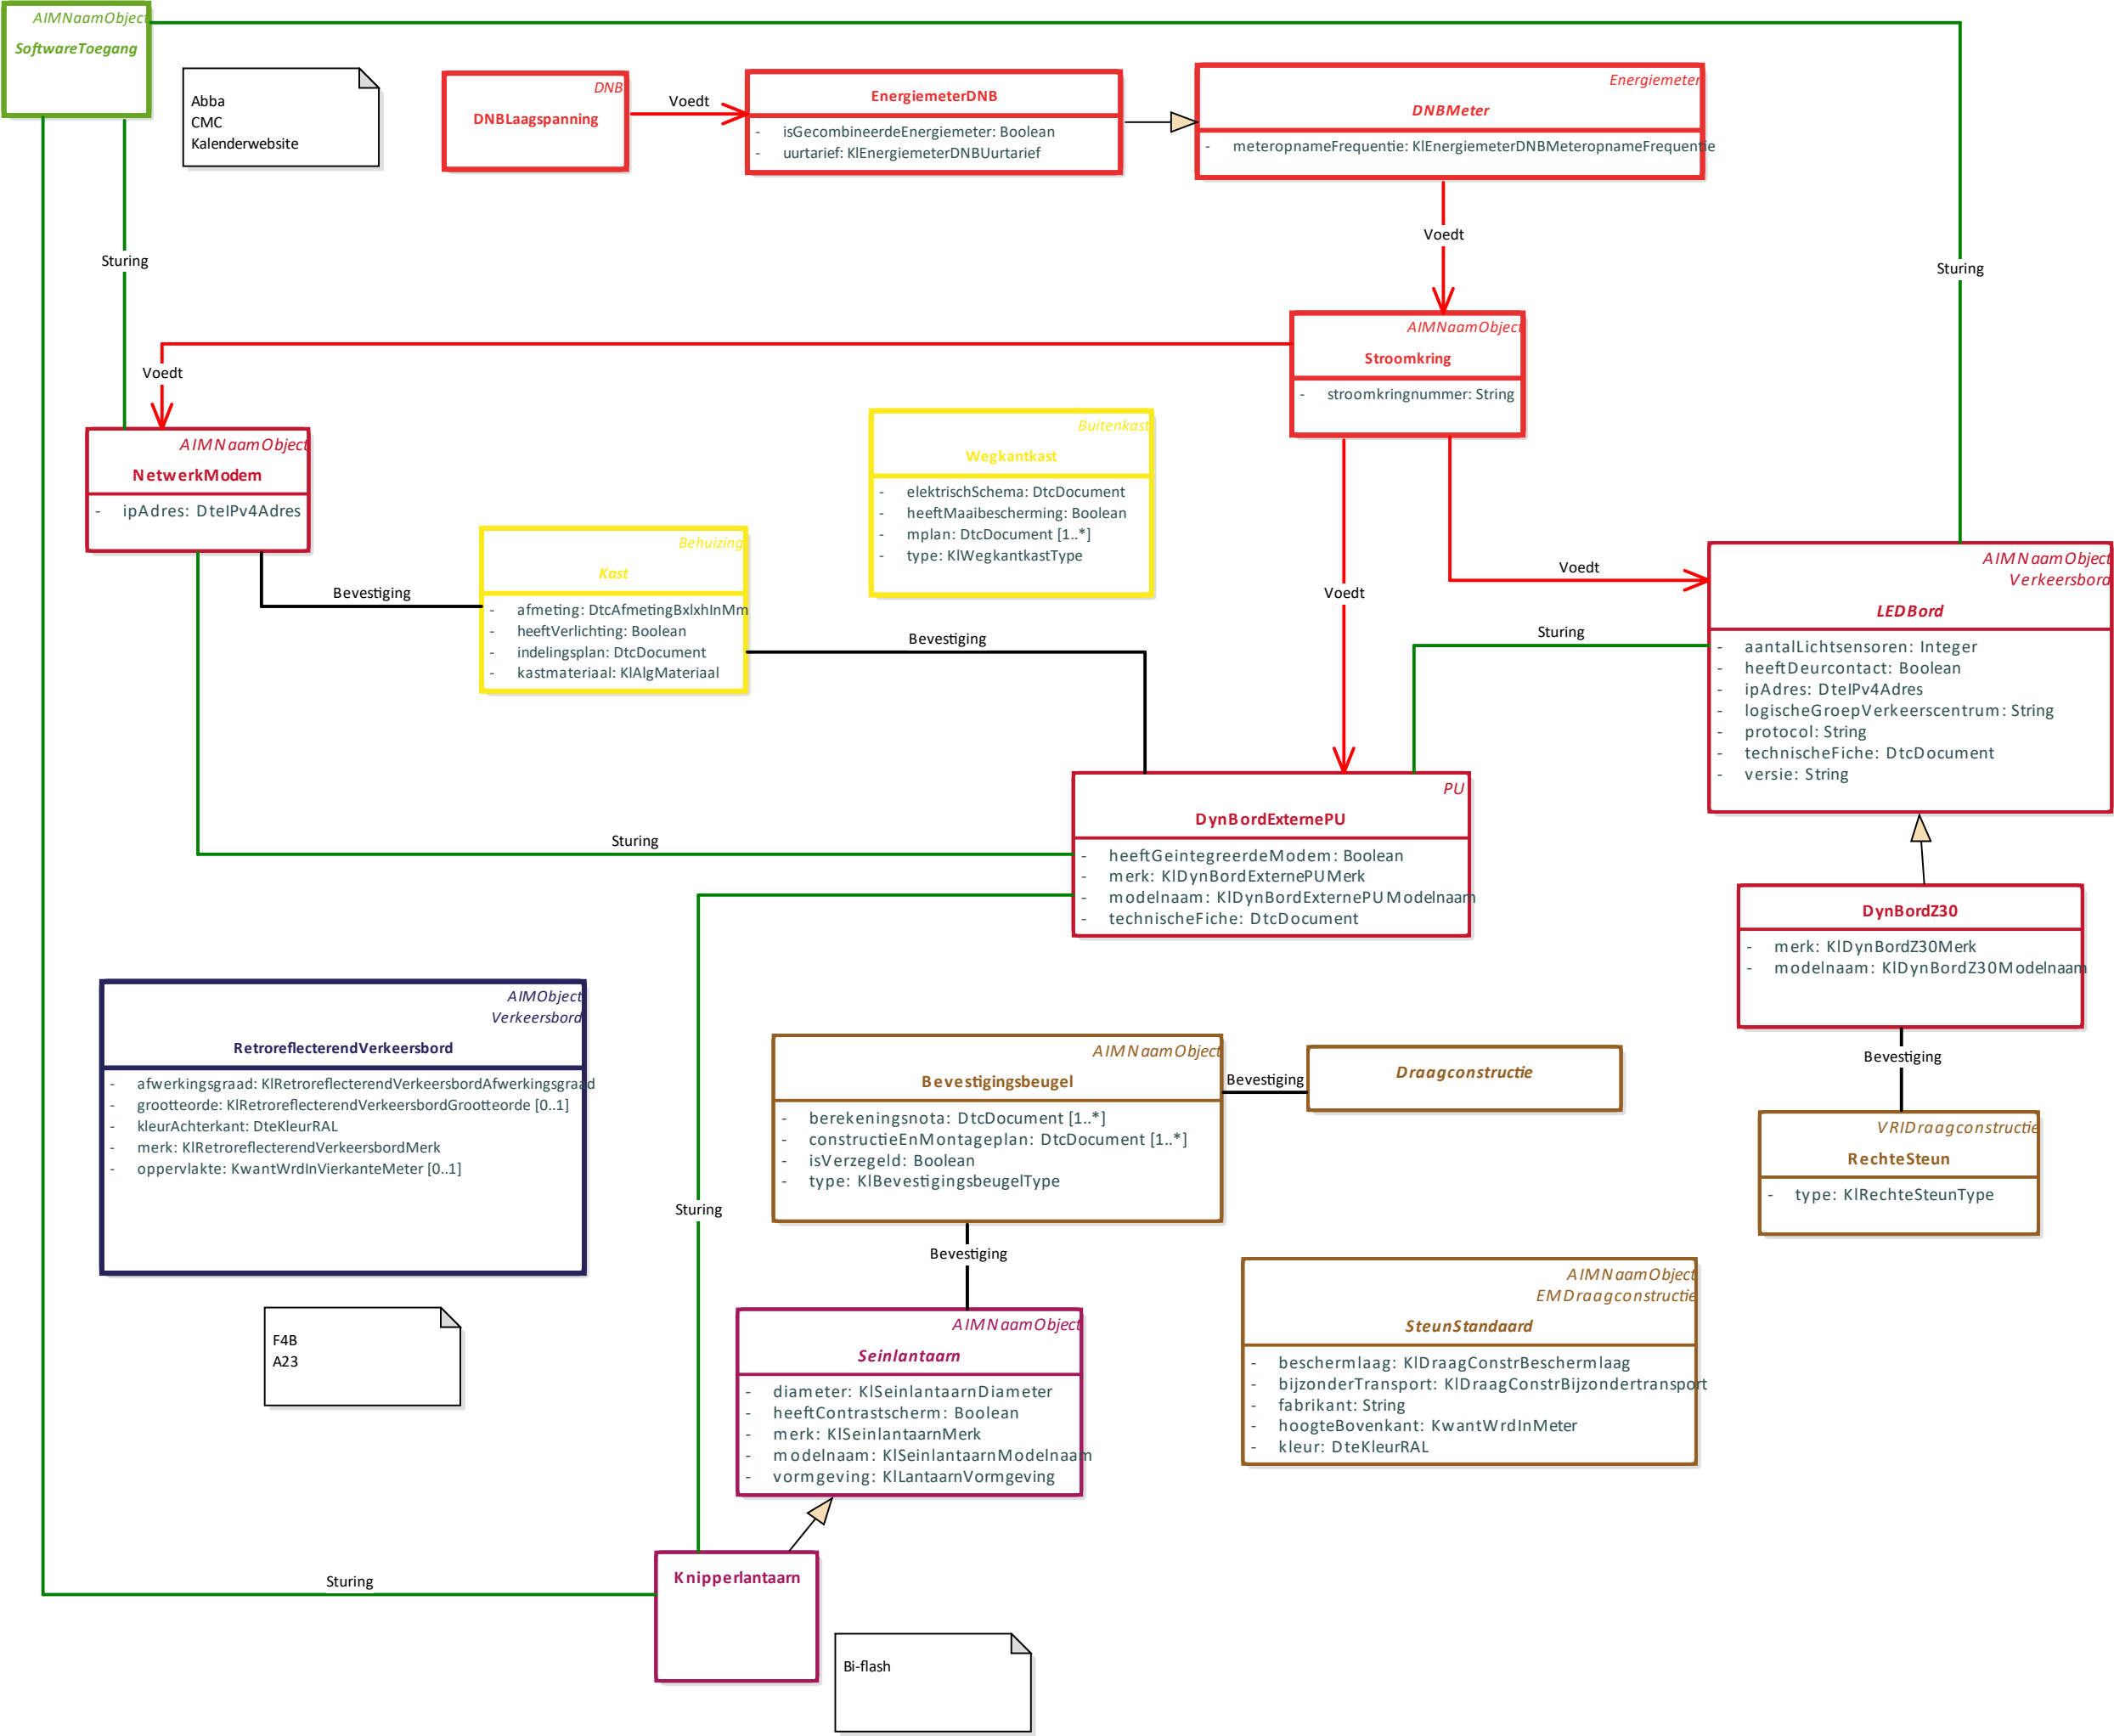 AIMNaamObject
SoftwareToegang
Abba
CMC
Kalenderwebsite
DNB
DNBLaagspanning
Voedt
EnergiemeterDNB
- isGecombineerdeEnergiemeter: Boolean
- uurtarief: KlEnergiemeterDNBUurtarief
Energiemeter
DNBMeter
- meteropnameFrequentie: KlEnergiemeterDNBMeteropnameFrequentie
Voedt
Sturing
Sturing
AIMNaamObject
Stroomkring
- stroomkringnummer: String
Voedt
AIMNaamObject
NetwerkModem
- ipAdres: DteIPv4Adres
Buitenkast
Wegkantkast
- elektrischSchema: DtcDocument
- heeftMaaibescherming: Boolean
- mplan: DtcDocument [1..*]
- type: KlWegkantkastType
Bevestiging
Behuizing
Kast
- afmeting: DtcAfmetingBxlxhInMm
- heeftVerlichting: Boolean
- indelingsplan: DtcDocument
- kastmateriaal: KlAlgMateriaal
Bevestiging
Voedt
Voedt
Sturing
AIMNaamObject
Verkeersbord
LEDBord
- aantalLichtsensoren: Integer
- heeftDeurcontact: Boolean
- ipAdres: DteIPv4Adres
- logischeGroepVerkeerscentrum: String
- protocol: String
- technischeFiche: DtcDocument
- versie: String
Sturing
PU
DynBordExternePU
- heeftGeintegreerdeModem: Boolean
- merk: KlDynBordExternePUMerk
- modelnaam: KlDynBordExternePUModelnaam
- technischeFiche: DtcDocument
DynBordZ30
- merk: KlDynBordZ30Merk
- modelnaam: KlDynBordZ30Modelnaam
Bevestiging
AIMObject
Verkeersbord
RetroreflecterendVerkeersbord
- afwerkingsgraad: KlRetroreflecterendVerkeersbordAfwerkingsgraad
- grootteorde: KlRetroreflecterendVerkeersbordGrootteorde [0..1]
- kleurAchterkant: DteKleurRAL
- merk: KlRetroreflecterendVerkeersbordMerk
- oppervlakte: KwantWrdInVierkanteMeter [0..1]
AIMNaamObject
Bevestigingsbeugel
- berekeningsnota: DtcDocument [1..*]
- constructieEnMontageplan: DtcDocument [1..*]
- isVerzegeld: Boolean
- type: KlBevestigingsbeugelType
Bevestiging
Draagconstructie
VRIDraagconstructie
RechteSteun
- type: KlRechteSteunType
Sturing
Bevestiging
F4B
A23
AIMNaamObject
Seinlantaarn
- diameter: KlSeinlantaarnDiameter
- heeftContrastscherm: Boolean
- merk: KlSeinlantaarnMerk
- modelnaam: KlSeinlantaarnModelnaam
- vormgeving: KlLantaarnVormgeving
AIMNaamObject
EMDraagconstructie
SteunStandaard
- beschermlaag: KlDraagConstrBeschermlaag
- bijzonderTransport: KlDraagConstrBijzondertransport
- fabrikant: String
- hoogteBovenkant: KwantWrdInMeter
- kleur: DteKleurRAL
Sturing
Knipperlantaarn
Bi-flash